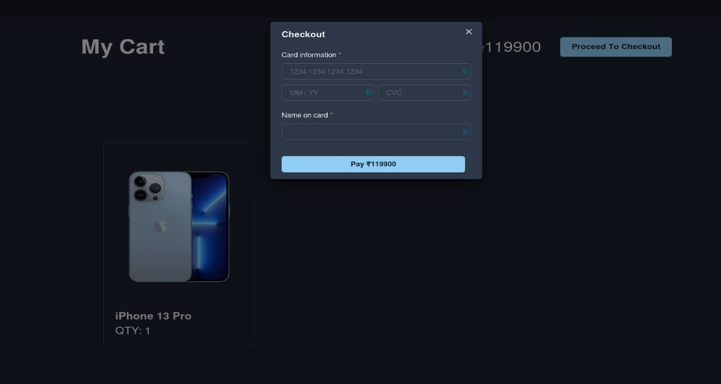 Checkout
Card information *
1234 1234 1234 1234
MM / YY
CVC
Name on card *
Pay ₹119900
My Cart
₹119900
Proceed To Checkout
iPhone 13 Pro
QTY: 1